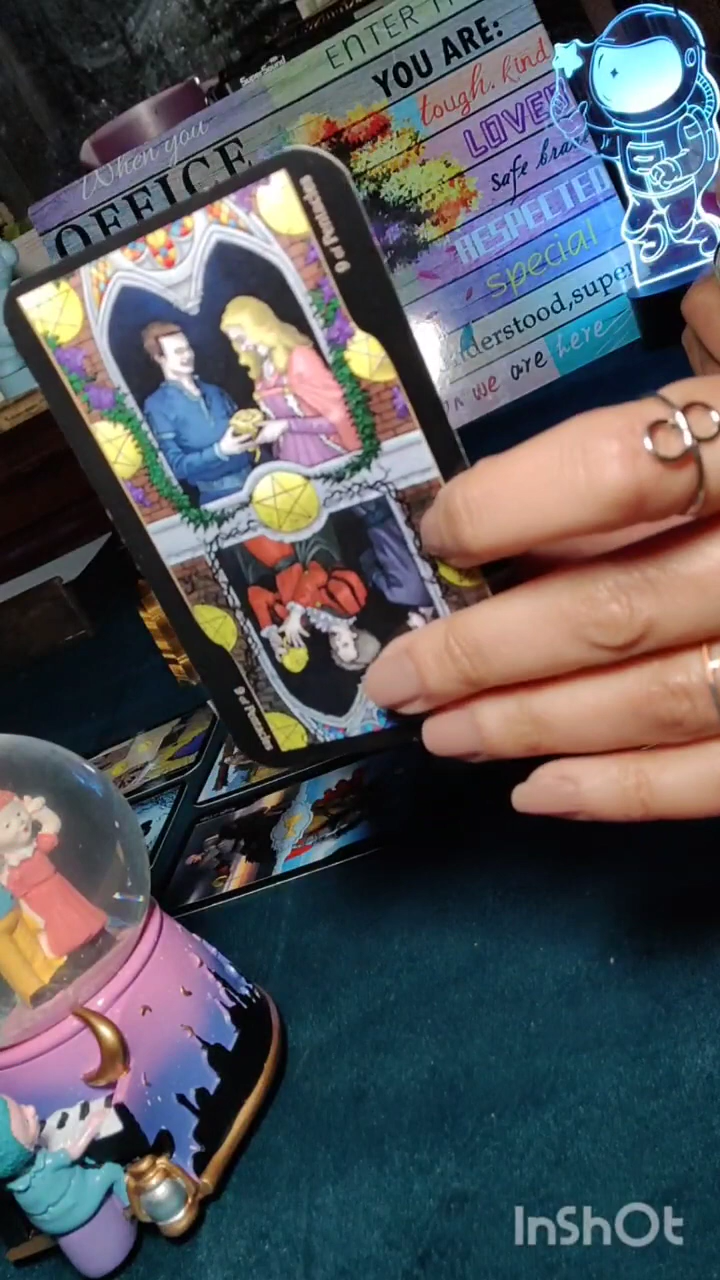 SuperSound
ENTER
YOU ARE:
When you
tough. kind
OFFICE
LOVED
safe brave
RESPECTED
special
understood, super
we are here
9 of Pentacles
9 of Pentacles
InShOt